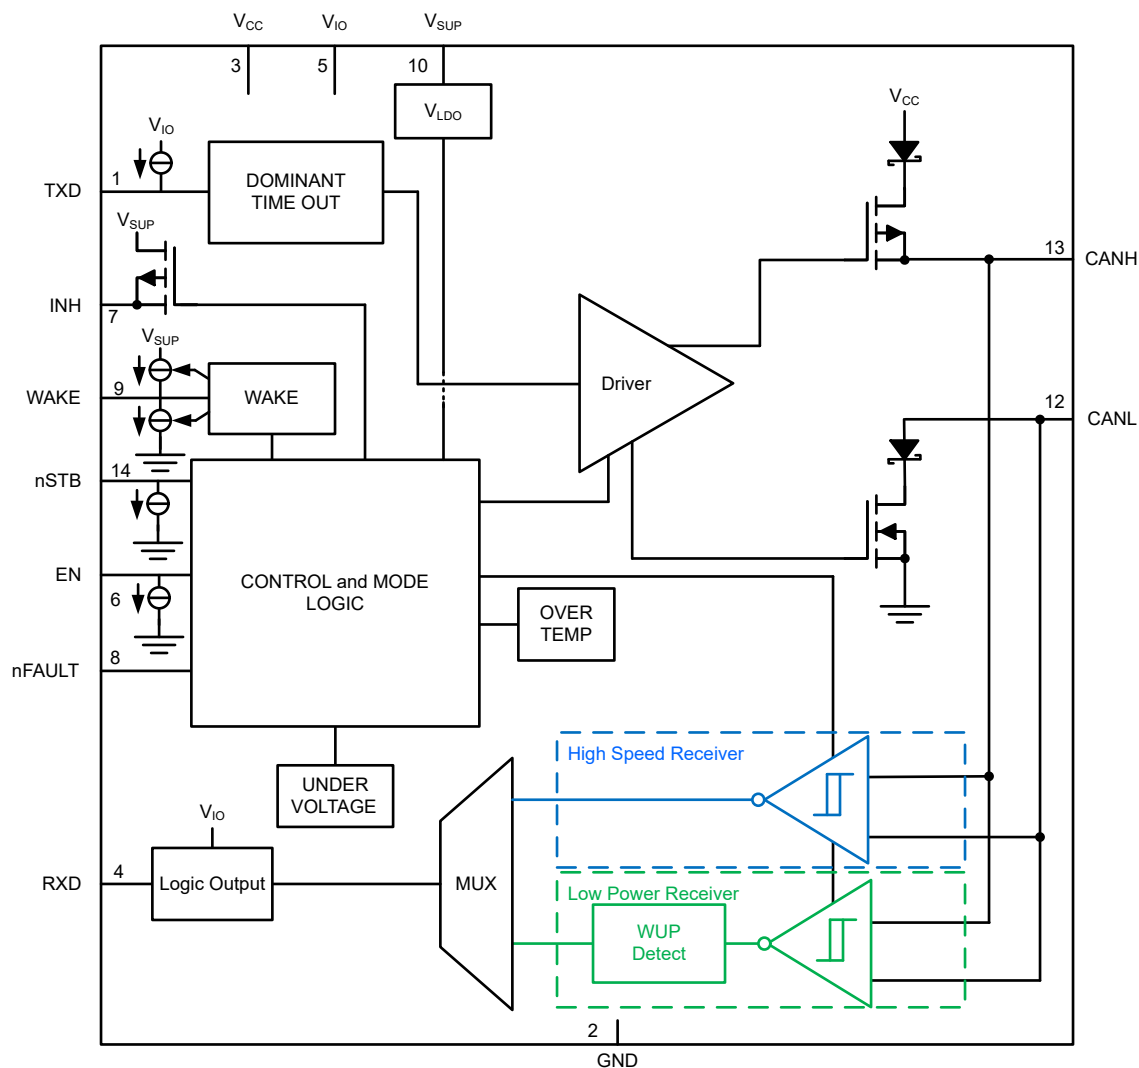 VCC
VIO
VSUP
3
5
10
VLDO
VCC
VIO
TXD
1
DOMINANT
TIME OUT
VSUP
INH
7
13
CANH
VSUP
WAKE
9
WAKE
Driver
12
CANL
nSTB
14
EN
6
CONTROL and MODE
LOGIC
OVER
TEMP
nFAULT
8
High Speed Receiver
UNDER
VOLTAGE
VIO
RXD
4
Logic Output
MUX
Low Power Receiver
WUP
Detect
2
GND